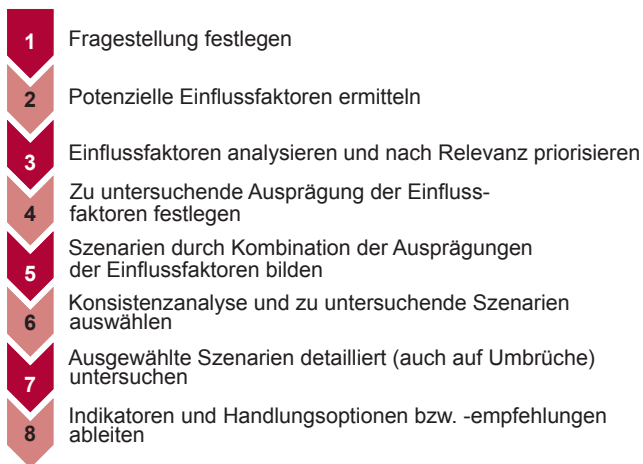 1 Fragestellung festlegen
2 Potenzielle Einflussfaktoren ermitteln
3 Einflussfaktoren analysieren und nach Relevanz priorisieren
4 Zu untersuchende Ausprägung der Einfluss-
faktoren festlegen
5 Szenarien durch Kombination der Ausprägungen
der Einflussfaktoren bilden
6 Konsistenzanalyse und zu untersuchende Szenarien
auswählen
7 Ausgewählte Szenarien detailliert (auch auf Umbrüche)
untersuchen
8 Indikatoren und Handlungsoptionen bzw. -empfehlungen
ableiten